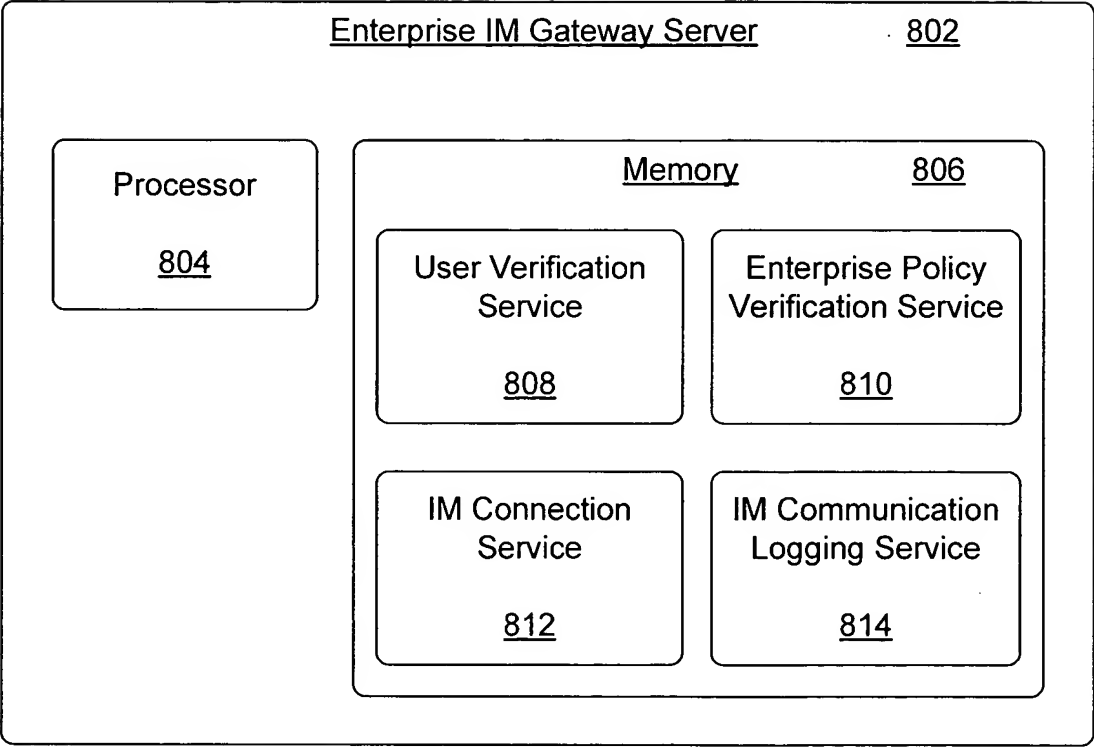 Enterprise IM Gateway Server 802
Processor
804
Memory 806
User Verification
Service
808
Enterprise Policy
Verification Service
810
IM Connection
Service
812
IM Communication
Logging Service
814